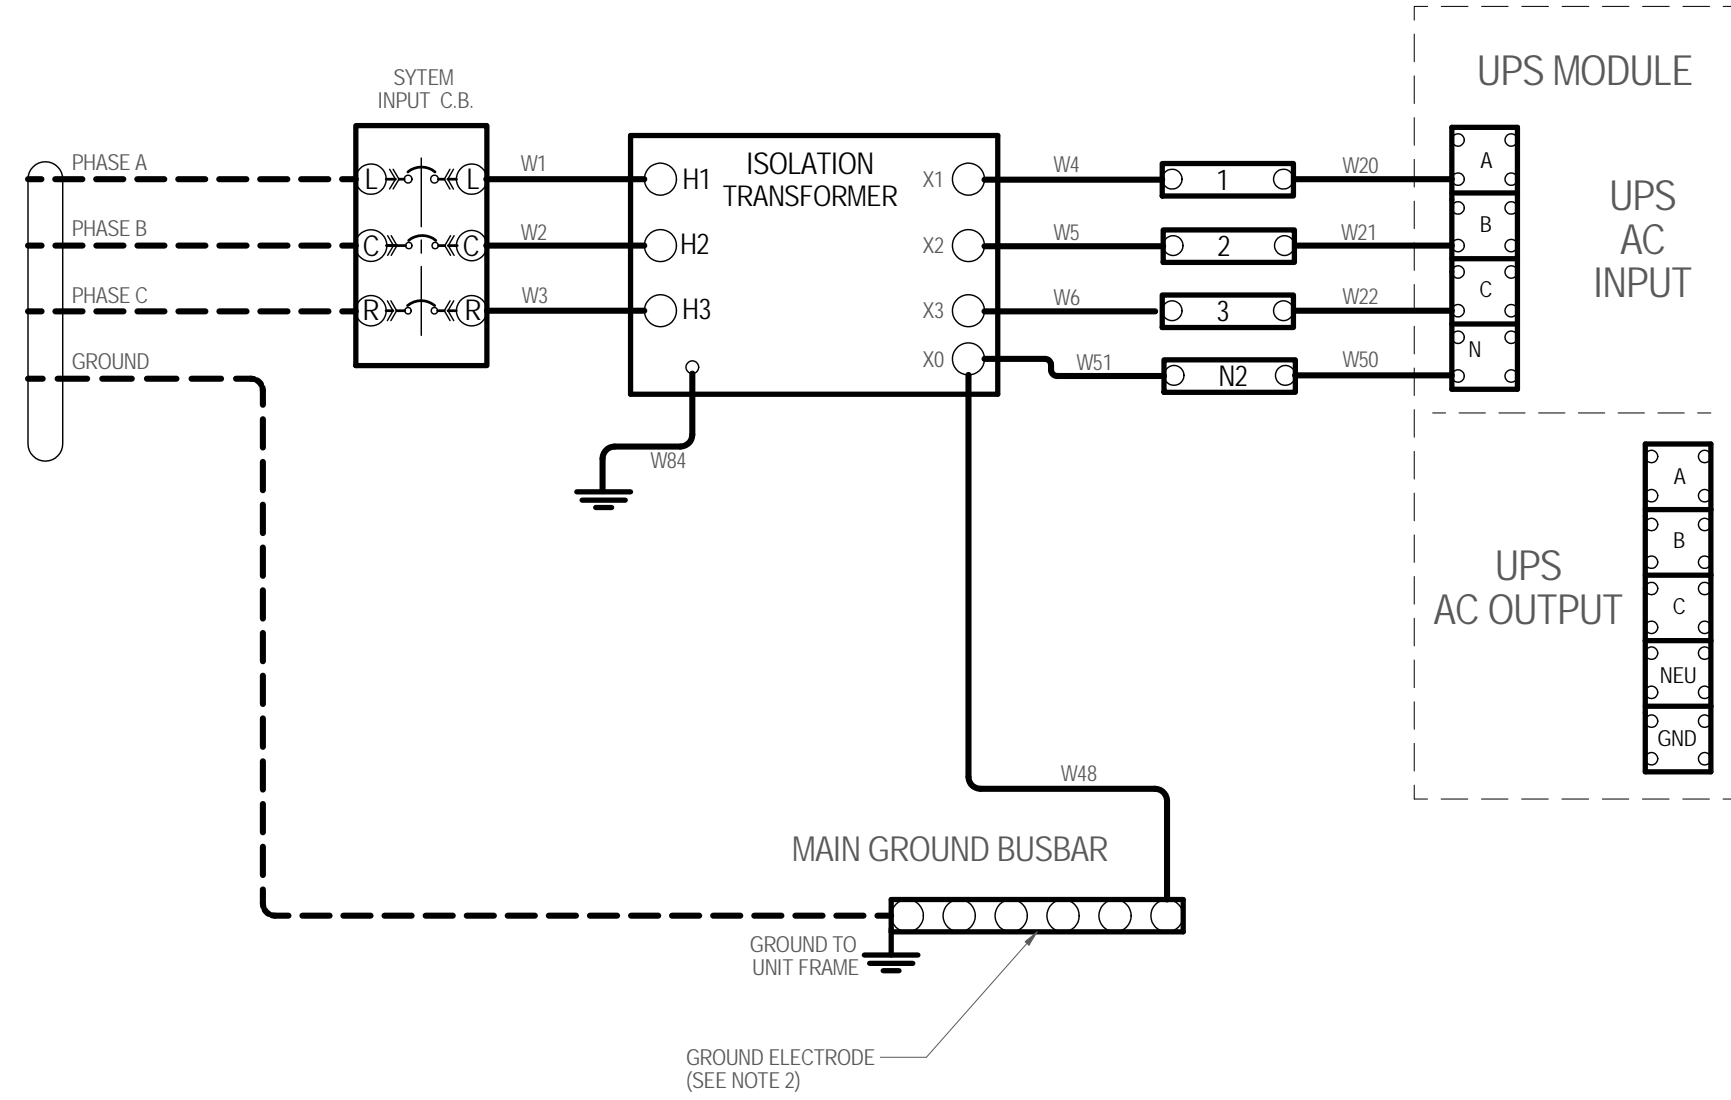 UPS MODULE
SYTEM
INPUT C.B.
PHASE A
PHASE B
PHASE C
GROUND
L
L
C
C
R
R
W1
W2
W3
ISOLATION
TRANSFORMER
H1
H2
H3
X1
X2
X3
X0
W84
W4
W5
W6
W51
1
2
3
N2
W20
W21
W22
W50
A
B
C
N
UPS
AC
INPUT
UPS
AC OUTPUT
A
B
C
NEU
GND
W48
MAIN GROUND BUSBAR
GROUND TO
UNIT FRAME
GROUND ELECTRODE
(SEE NOTE 2)